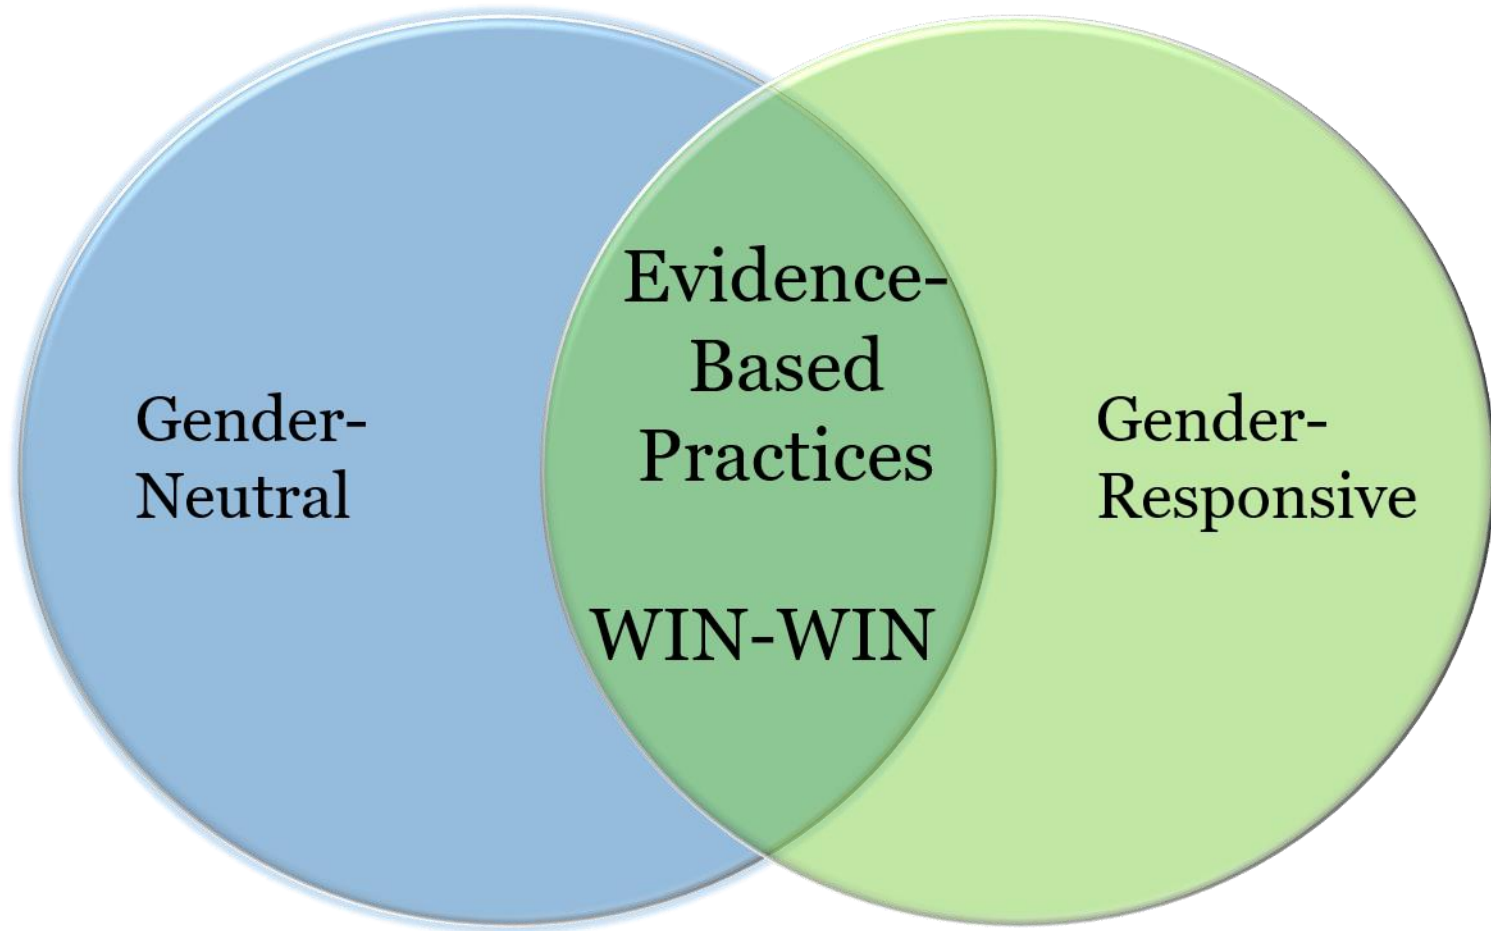 Gender-
Neutral
Evidence-
Based
Practices
WIN-WIN
Gender-
Responsive